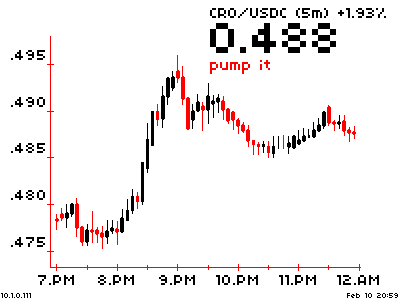 CRO/USDC (5m) +1.93%
0.488
pump it
.495
.490
.485
.480
.475
7.PM 8.PM 9.PM 10.PM 11.PM 12.AM
10.1.0.111
Feb 10 20:59